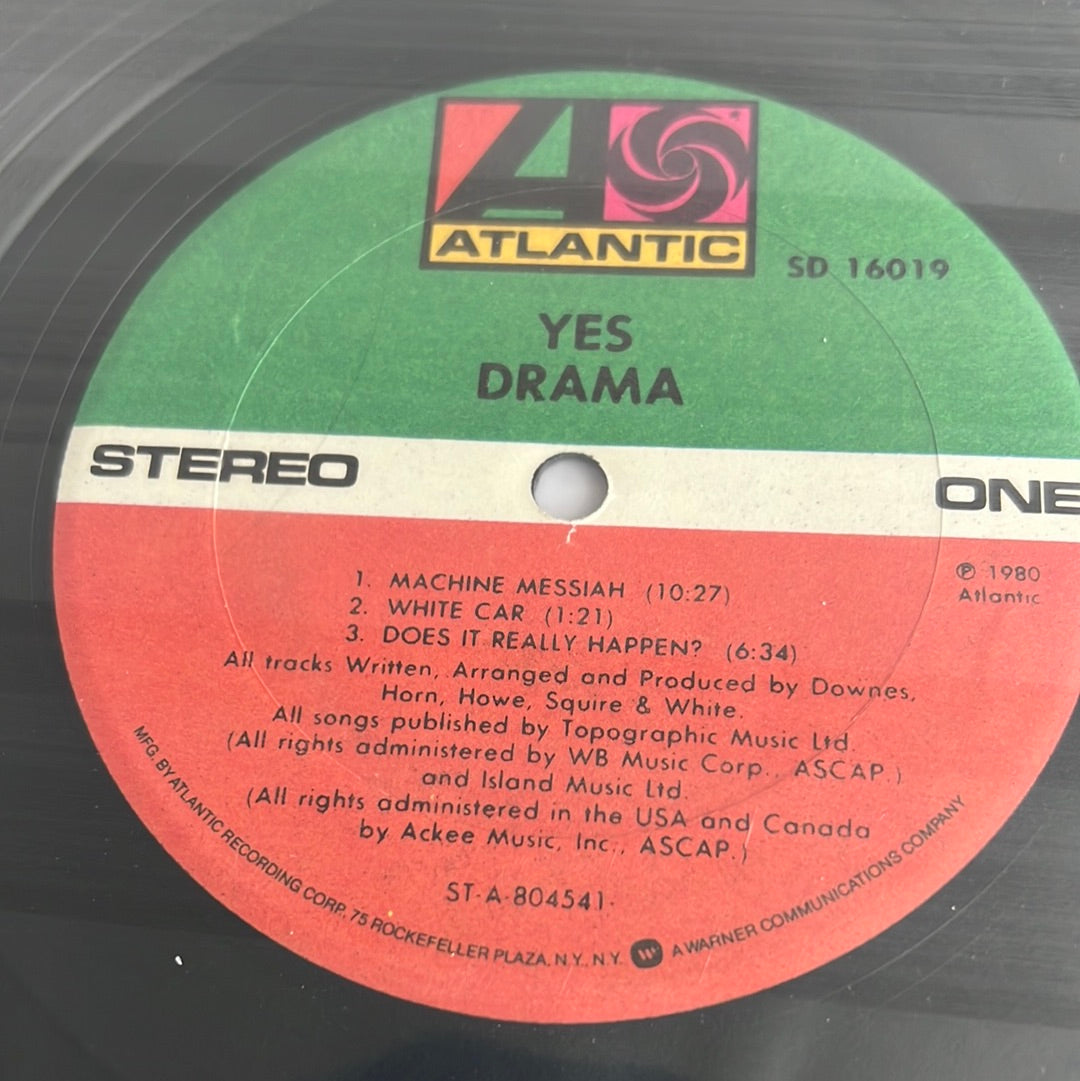 ATLANTIC
SD 16019
YES
DRAMA
STEREO
ONE
1. MACHINE MESSIAH (10:27)
2. WHITE CAR (1:21)
3. DOES IT REALLY HAPPEN? (6:34)
℗ 1980
Atlantic
All tracks Written, Arranged and Produced by Downes,
Horn, Howe, Squire & White.
All songs published by Topographic Music Ltd.
(All rights administered by WB Music Corp., ASCAP.)
and Island Music Ltd.
(All rights administered in the USA and Canada
by Ackee Music, Inc., ASCAP.)
ST-A-804541
MFG. BY ATLANTIC RECORDING CORP., 75 ROCKEFELLER PLAZA, N.Y., N.Y. W A WARNER COMMUNICATIONS COMPANY